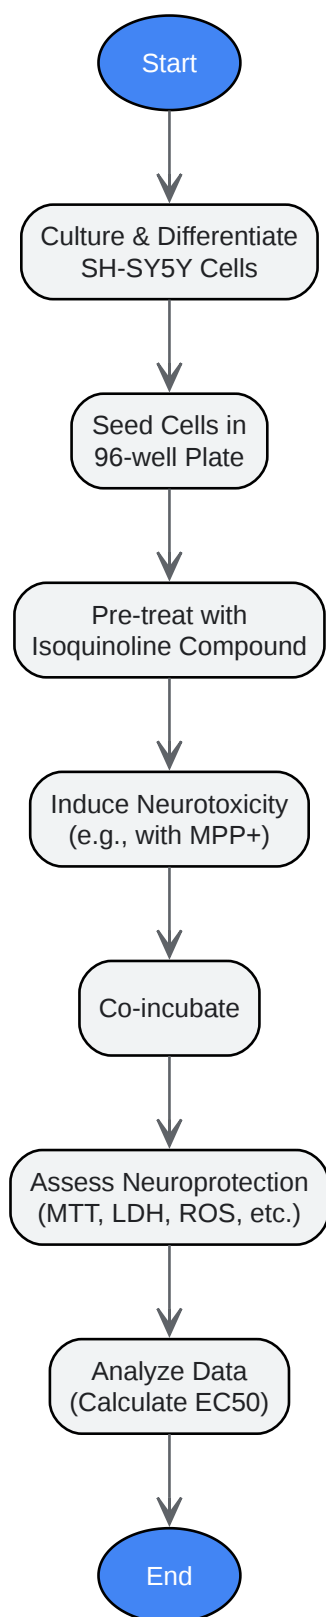 Start
Culture & Differentiate
SH-SY5Y Cells
Seed Cells in
96-well Plate
Pre-treat with
Isoquinoline Compound
Induce Neurotoxicity
(e.g., with MPP+)
Co-incubate
Assess Neuroprotection
(MTT, LDH, ROS, etc.)
Analyze Data
(Calculate EC50)
End